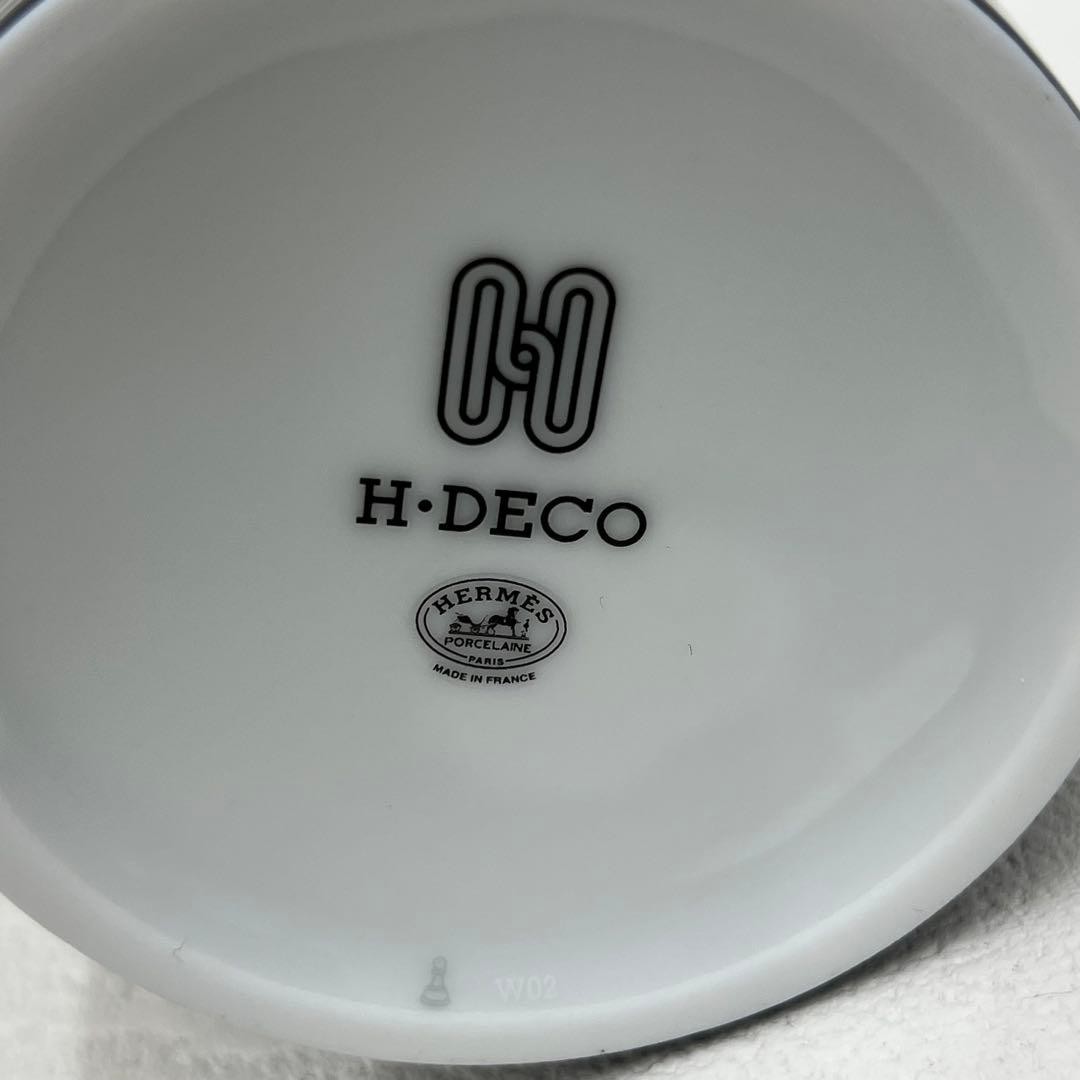 H·DECO
HERMÈS
PORCELAINE
PARIS
MADE IN FRANCE
W02